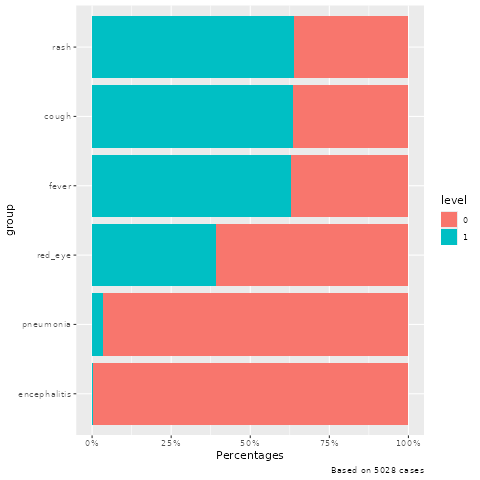 group
rash
cough
fever
red_eye
pneumonia
encephalitis
0% 25% 50% 75% 100%
Percentages
level
0
1
Based on 5028 cases